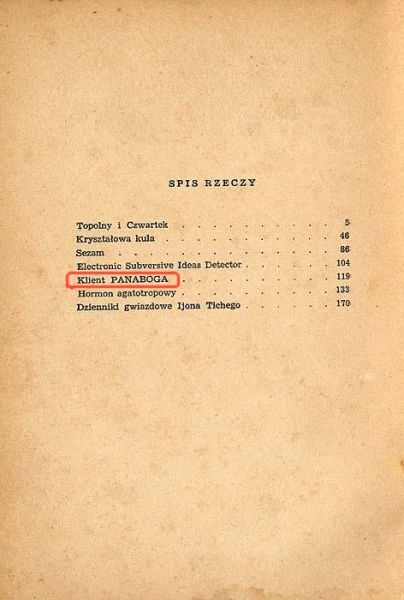 SPIS RZECZY
Topolny i Czwartek . . . . . . . . . . 5
Kryształowa kula . . . . . . . . . . 46
Sezam . . . . . . . . . . . . . 86
Electronic Subversive Ideas Detector . . . . . . 104
Klient PANABOGA . . . . . . . . . . 119
Hormon agatotropowy . . . . . . . . . 133
Dzienniki gwiazdowe Ijona Tichego . . . . . . 170